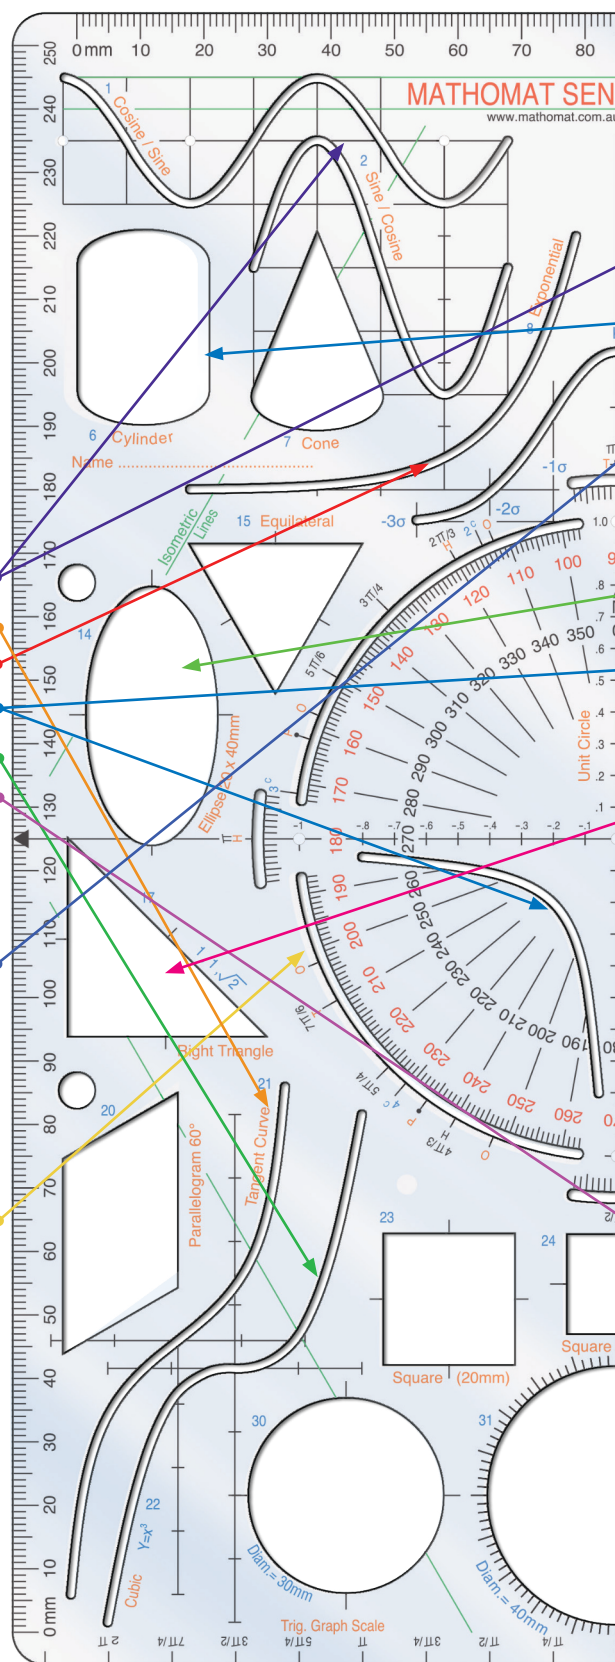 0 mm 10 20 30 40 50 60 70 80
MATHOMAT SEN
www.mathomat.com.au
1
Cosine / Sine
2
Sine / Cosine
Exponential
8
6 Cylinder
7 Cone
Name
Isometric
Lines
-1σ
-2σ
-3σ
15 Equilateral
14
Ellipse 20 x 40mm
2π/3
H
2ᶜ
O
3π/4
5π/6
O
P
3ᶜ
π
H
100
110
120
130
140
150
160
170
180
190
200
210
220
230
240
250
260
350
340
330
320
310
300
290
280
270
260
250
240
230
220
210
200
190
1.0
.8
.7
.5
.4
.3
.2
.1
Unit Circle
-1 -.8 -.7 -.6 -.5 -.4 -.3 -.2 -.1
17
1, 1, √2
Right Triangle
O
7π/6
5π/4
4ᶜ
P
H
4π/3
O
20
Parallelogram 60°
21
Tangent Curve
23
Square (20mm)
24
Square
22
Y=x³
Cubic
30
Diam.= 30mm
31
Diam.= 40mm
Trig. Graph Scale
2π 7π/4 3π/2 5π/4 π 3π/4 π/2 π/4
250
240
230
220
210
200
190
180
170
160
150
140
130
120
110
100
90
80
70
60
50
40
30
20
10
0 mm